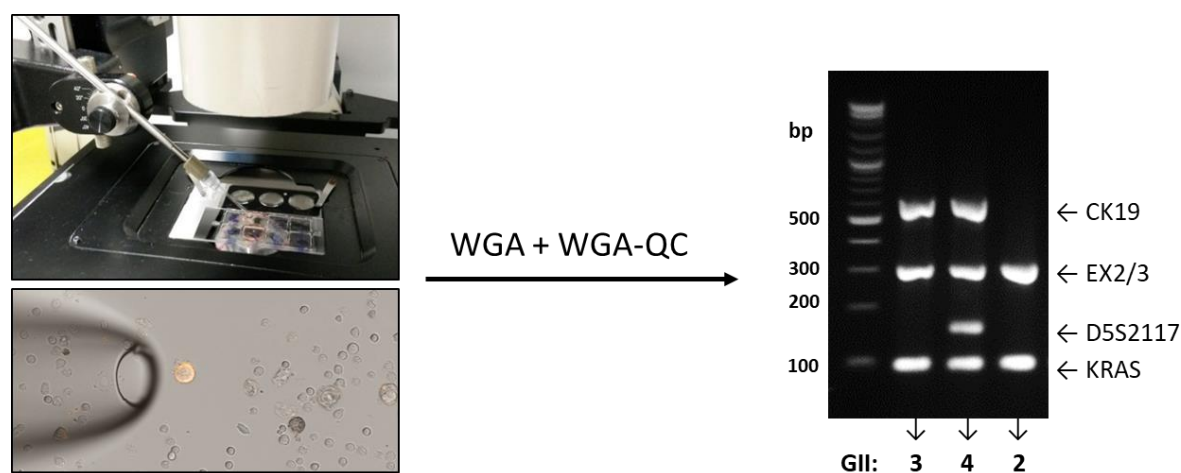 WGA + WGA-QC
bp
500
300
200
100
← CK19
← EX2/3
← D5S2117
← KRAS
GII: 3 4 2